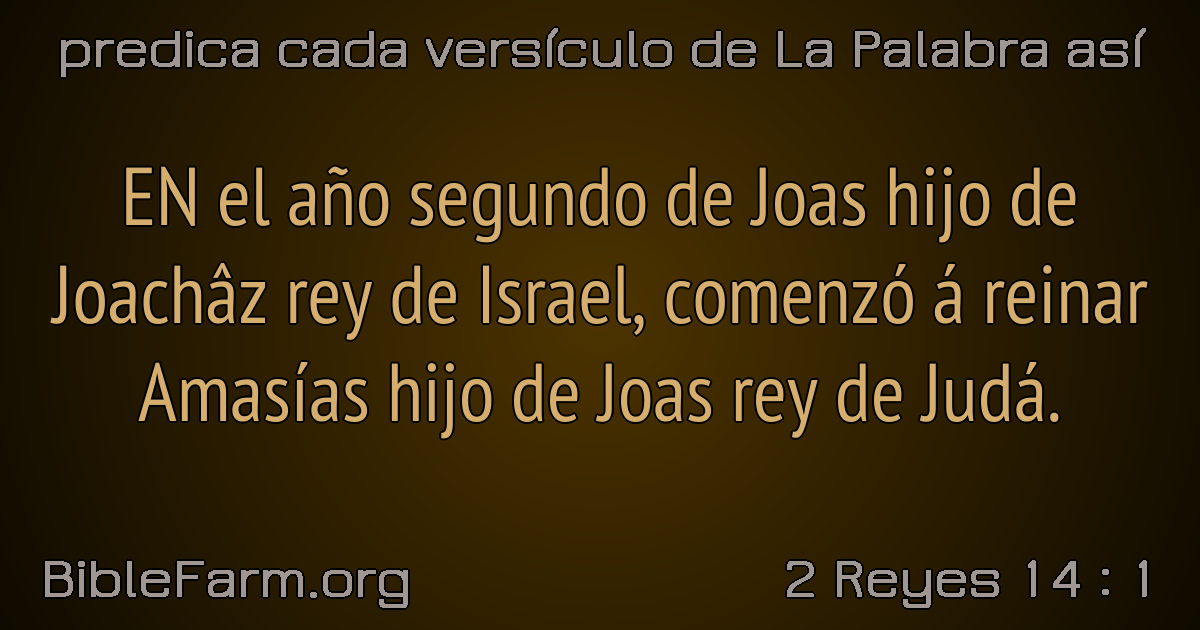 predica cada versículo de La Palabra así
EN el año segundo de Joas hijo de
Joachâz rey de Israel, comenzó á reinar
Amasías hijo de Joas rey de Judá.
BibleFarm.org
2 Reyes 14 : 1